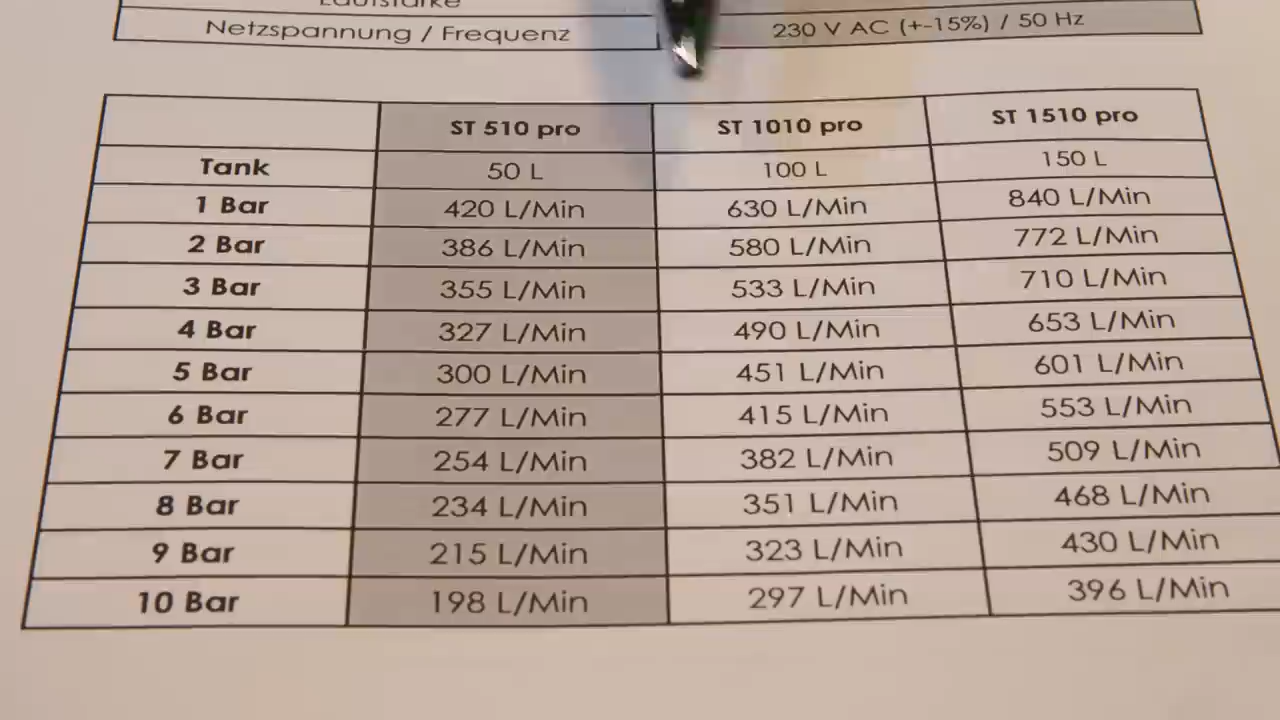 Lautstärke
Netzspannung / Frequenz 230 V AC (+-15%) / 50 Hz
ST 510 pro ST 1010 pro ST 1510 pro
Tank 50 L 100 L 150 L
1 Bar 420 L/Min 630 L/Min 840 L/Min
2 Bar 386 L/Min 580 L/Min 772 L/Min
3 Bar 355 L/Min 533 L/Min 710 L/Min
4 Bar 327 L/Min 490 L/Min 653 L/Min
5 Bar 300 L/Min 451 L/Min 601 L/Min
6 Bar 277 L/Min 415 L/Min 553 L/Min
7 Bar 254 L/Min 382 L/Min 509 L/Min
8 Bar 234 L/Min 351 L/Min 468 L/Min
9 Bar 215 L/Min 323 L/Min 430 L/Min
10 Bar 198 L/Min 297 L/Min 396 L/Min